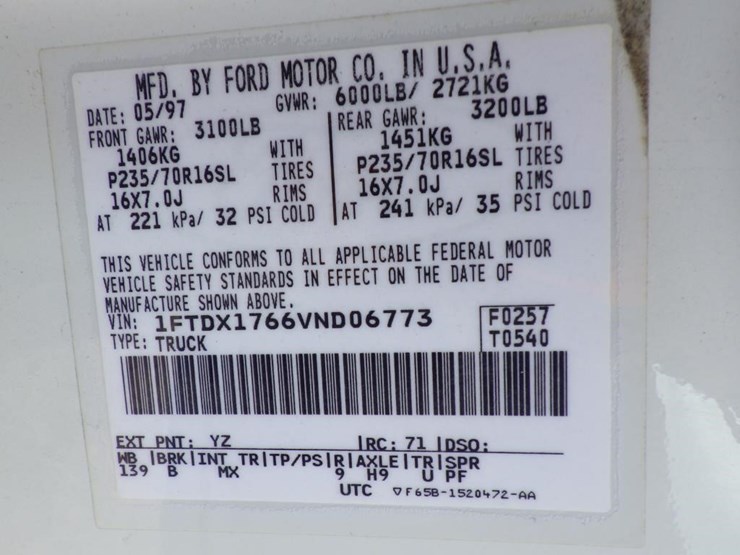 MFD. BY FORD MOTOR CO. IN U.S.A.
DATE: 05/97 GVWR: 6000LB/ 2721KG
FRONT GAWR: 3100LB REAR GAWR: 3200LB
1406KG WITH 1451KG WITH
P235/70R16SL TIRES P235/70R16SL TIRES
16X7.0J RIMS 16X7.0J RIMS
AT 221 kPa/ 32 PSI COLD AT 241 kPa/ 35 PSI COLD
THIS VEHICLE CONFORMS TO ALL APPLICABLE FEDERAL MOTOR
VEHICLE SAFETY STANDARDS IN EFFECT ON THE DATE OF
MANUFACTURE SHOWN ABOVE.
VIN: 1FTDX1766VND06773 F0257
TYPE: TRUCK T0540
EXT PNT: YZ RC: 71 DSO:
WB BRK INT TR TP/PS R AXLE TR SPR
139 B MX 9 H9 U PF
UTC ▽F65B-1520472-AA